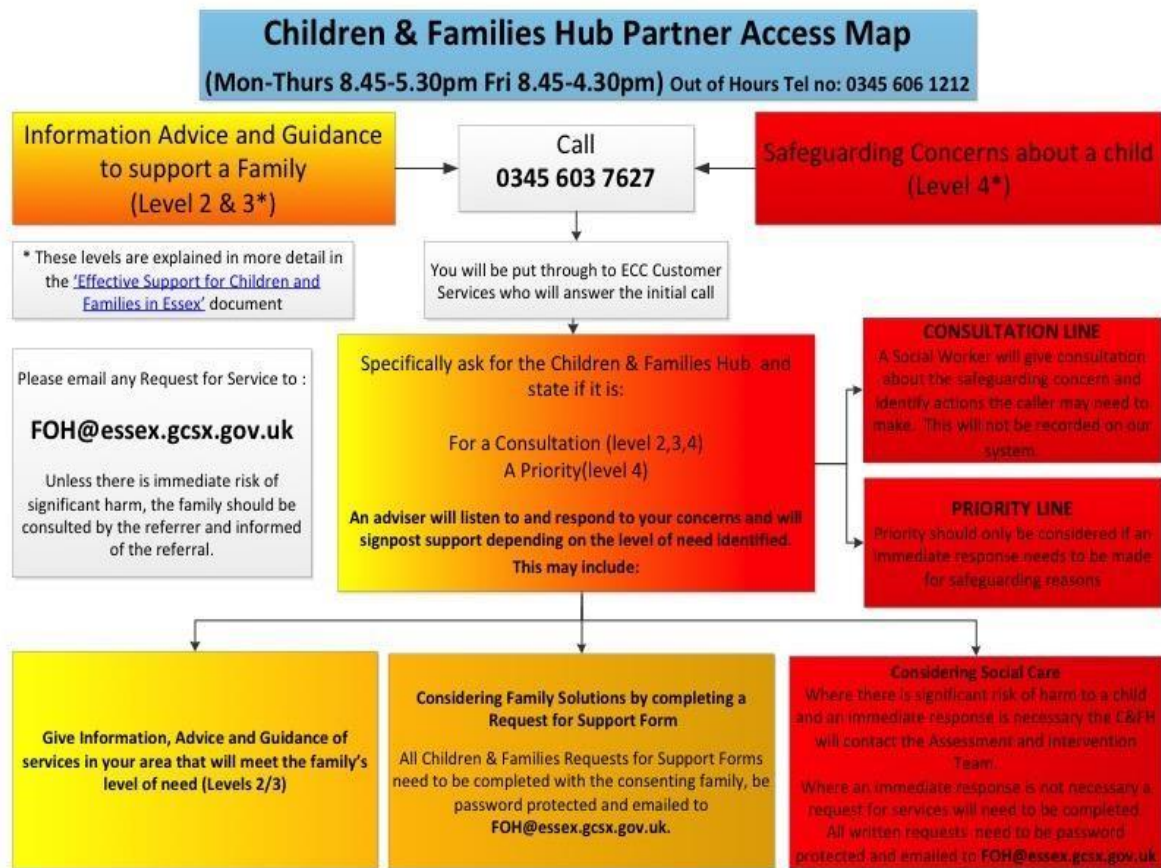 Children & Families Hub Partner Access Map
(Mon-Thurs 8.45-5.30pm Fri 8.45-4.30pm) Out of Hours Tel no: 0345 606 1212
Information Advice and Guidance
to support a Family
(Level 2 & 3*)
Call
0345 603 7627
Safeguarding Concerns about a child
(Level 4*)
* These levels are explained in more detail in
the 'Effective Support for Children and
Families in Essex' document
You will be put through to ECC Customer
Services who will answer the initial call
Please email any Request for Service to :
FOH@essex.gcsx.gov.uk
Unless there is immediate risk of
significant harm, the family should be
consulted by the referrer and informed
of the referral.
Specifically ask for the Children & Families Hub and
state if it is:
For a Consultation (level 2,3,4)
A Priority(level 4)
An adviser will listen to and respond to your concerns and will
signpost support depending on the level of need identified.
This may include:
CONSULTATION LINE
A Social Worker will give consultation
about the safeguarding concern and
identify actions the caller may need to
make. This will not be recorded on our
system.
PRIORITY LINE
Priority should only be considered if an
immediate response needs to be made
for safeguarding reasons
Give Information, Advice and Guidance of
services in your area that will meet the family's
level of need (Levels 2/3)
Considering Family Solutions by completing a
Request for Support Form
All Children & Families Requests for Support Forms
need to be completed with the consenting family, be
password protected and emailed to
FOH@essex.gcsx.gov.uk.
Considering Social Care
Where there is significant risk of harm to a child
and an immediate response is necessary the C&FH
will contact the Assessment and Intervention
Team.
Where an immediate response is not necessary a
request for services will need to be completed.
All written requests need to be password
protected and emailed to FOH@essex.gcsx.gov.uk